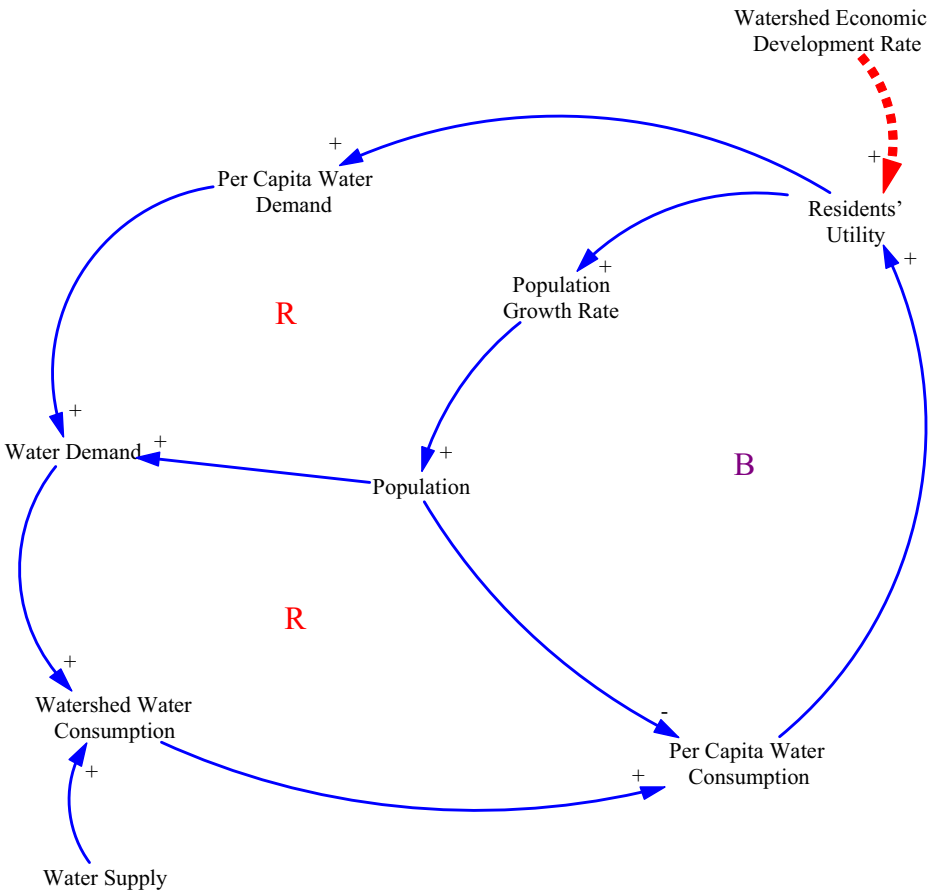 Watershed Economic
Development Rate
+
+
Per Capita Water
Demand
Residents’
Utility
+
+
Population
Growth Rate
R
+
+
Water Demand
+
B
Population
R
+
-
Watershed Water
Consumption
Per Capita Water
Consumption
+
+
Water Supply